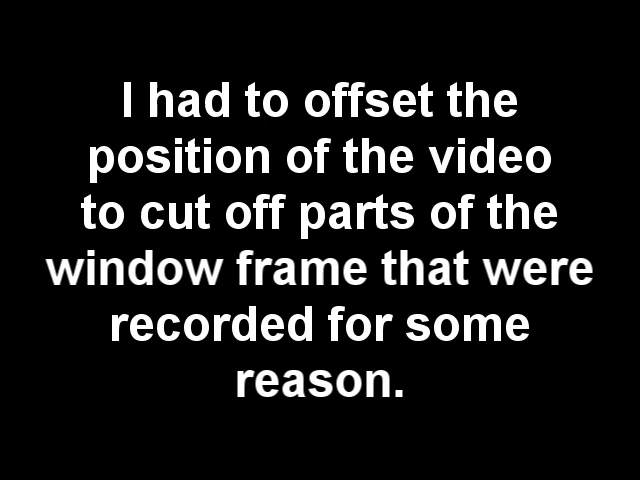 I had to offset the
position of the video
to cut off parts of the
window frame that were
recorded for some
reason.